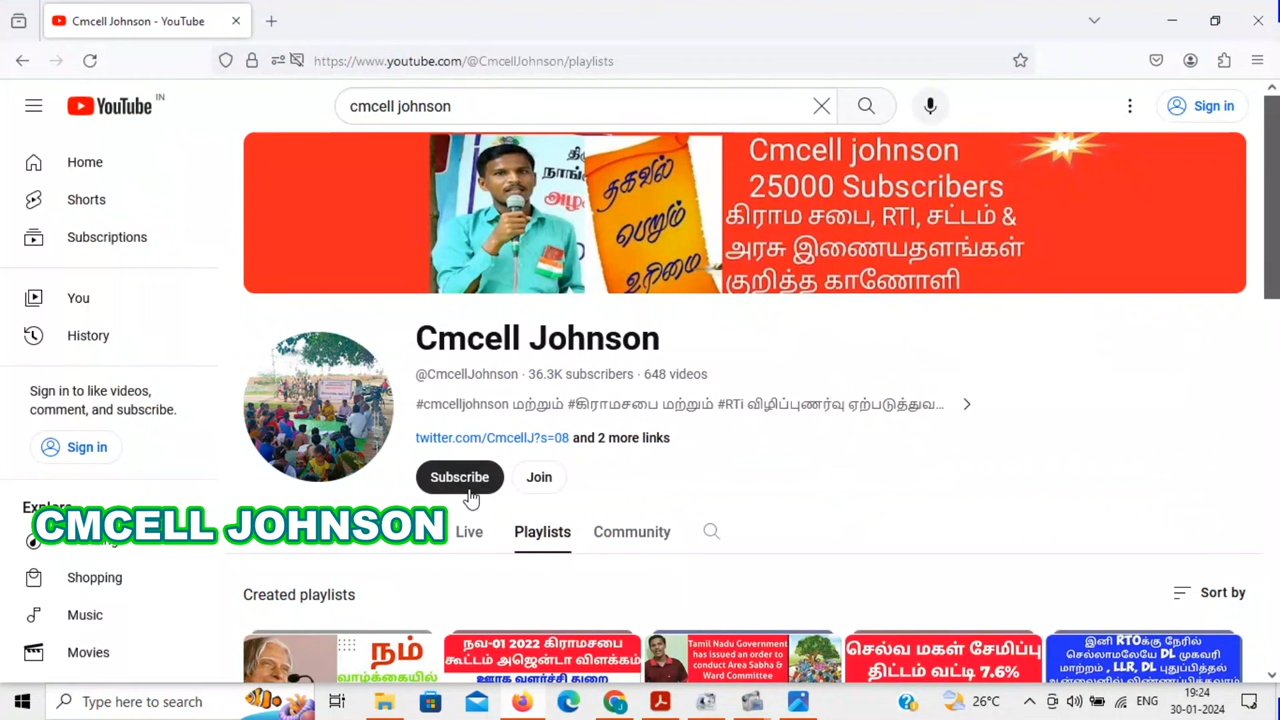 Cmcell Johnson - YouTube
https://www.youtube.com/@CmcellJohnson/playlists
YouTube IN
cmcell johnson
Sign in
Home
Shorts
Subscriptions
You
History
Sign in to like videos,
comment, and subscribe.
Sign in
Shopping
Music
Movies
நாங்
தகவல்
பெறும்
உரிமை
Cmcell johnson
25000 Subscribers
கிராம சபை, RTI, சட்டம் &
அரசு இணையதளங்கள்
குறித்த காணோளி
Cmcell Johnson
@CmcellJohnson · 36.3K subscribers · 648 videos
#cmcelljohnson மற்றும் #கிராமசபை மற்றும் #RTi விழிப்புணர்வு ஏற்படுத்துவ...
twitter.com/CmcellJ?s=08 and 2 more links
Subscribe
Join
CMCELL JOHNSON
Live
Playlists
Community
Created playlists
Sort by
நம்
வாழ்க்கையில்
நவ-01 2022 கிராமசபை
கூட்டம் அஜெண்டா விளக்கம்
ஊரக வளர்ச்சி துறை
Tamil Nadu Government
has issued an order to
conduct Area Sabha &
Ward Committee
செல்வ மகள் சேமிப்பு
திட்டம் வட்டி 7.6%
இனி RTOக்கு நேரில்
செல்லாமலேயே DL முகவரி
மாற்றம் , LLR, DL புதுப்பித்தல்
Type here to search
26°C
ENG
19:24
30-01-2024